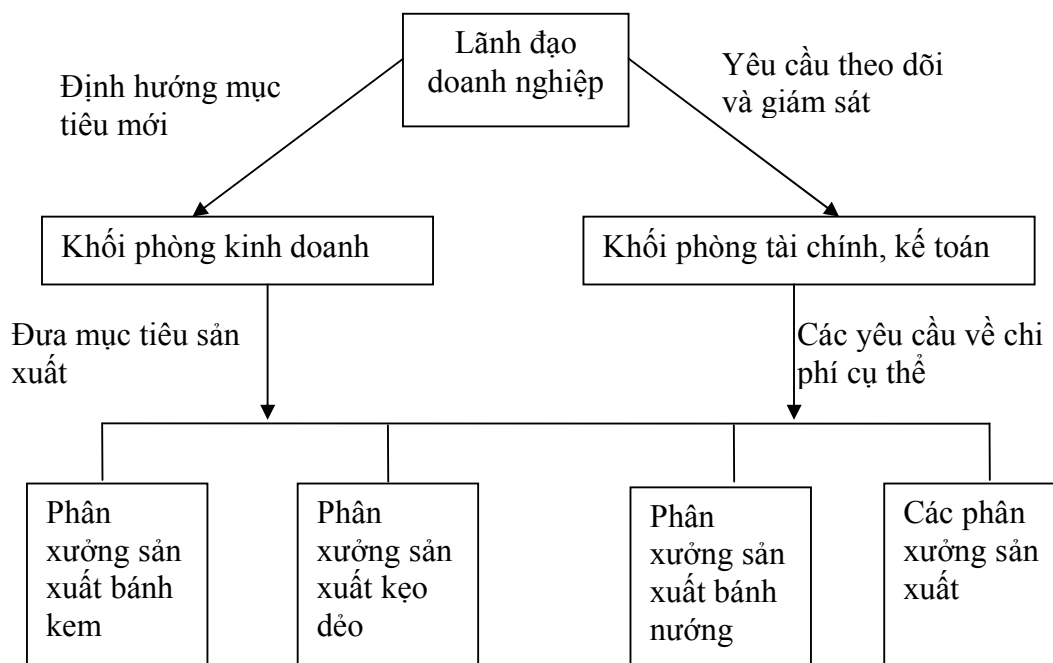 Lãnh đạo
doanh nghiệp
Định hướng mục
tiêu mới
Yêu cầu theo dõi
và giám sát
Khối phòng kinh doanh
Khối phòng tài chính, kế toán
Đưa mục tiêu sản
xuất
Các yêu cầu về chi
phí cụ thể
Phân
xưởng sản
xuất bánh
kem
Phân
xưởng sản
xuất kẹo
dẻo
Phân
xưởng sản
xuất bánh
nướng
Các phân
xưởng sản
xuất